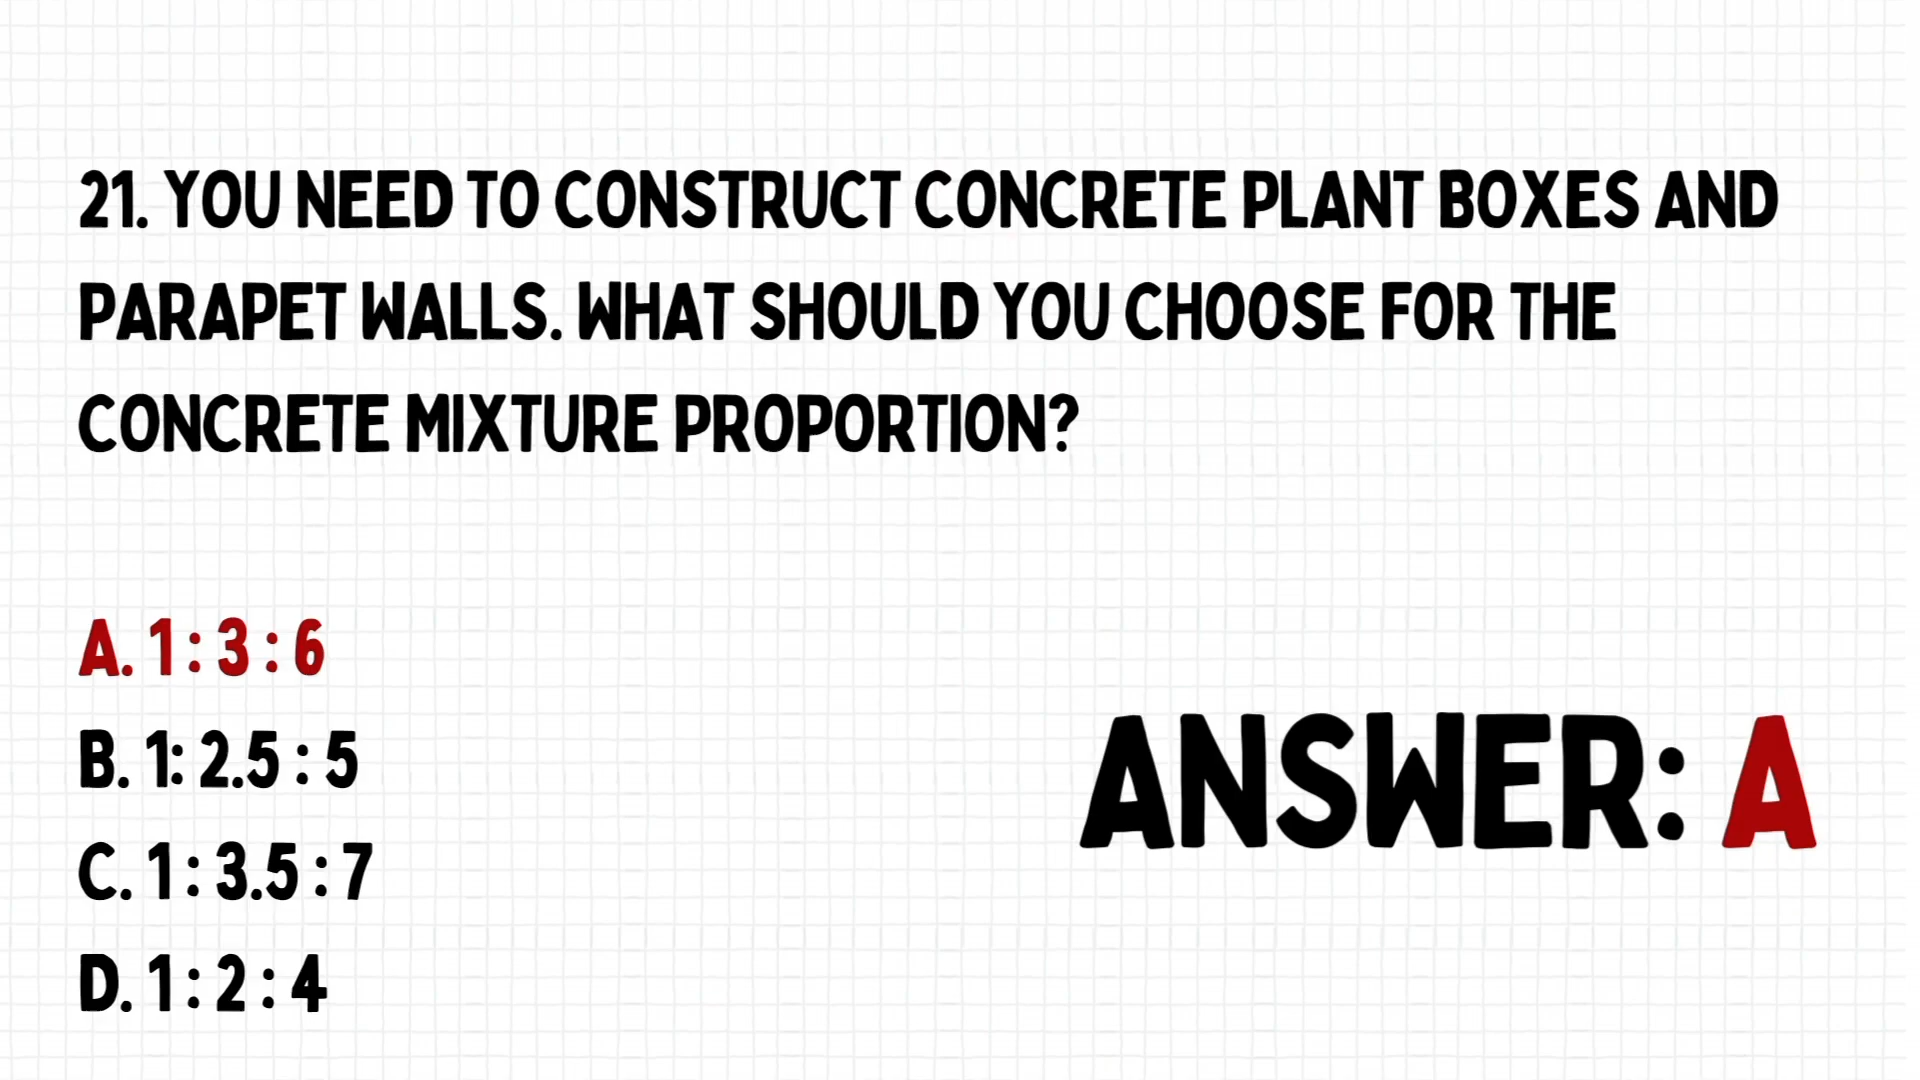 21. YOU NEED TO CONSTRUCT CONCRETE PLANT BOXES AND
PARAPET WALLS. WHAT SHOULD YOU CHOOSE FOR THE
CONCRETE MIXTURE PROPORTION?
A. 1 : 3 : 6
B. 1: 2.5 : 5
C. 1 : 3.5 : 7
D. 1 : 2 : 4
ANSWER: A